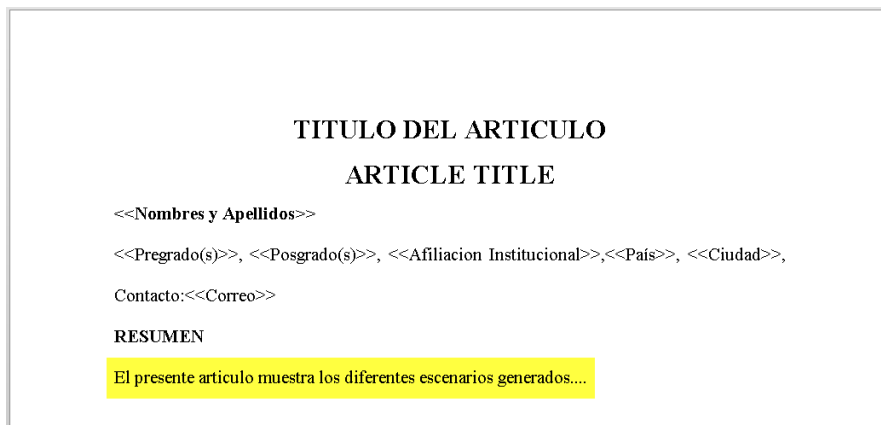 TITULO DEL ARTICULO
ARTICLE TITLE
<<Nombres y Apellidos>>
<<Pregrado(s)>>, <<Posgrado(s)>>, <<Afiliacion Institucional>>,<<País>>, <<Ciudad>>,
Contacto:<<Correo>>
RESUMEN
El presente articulo muestra los diferentes escenarios generados....